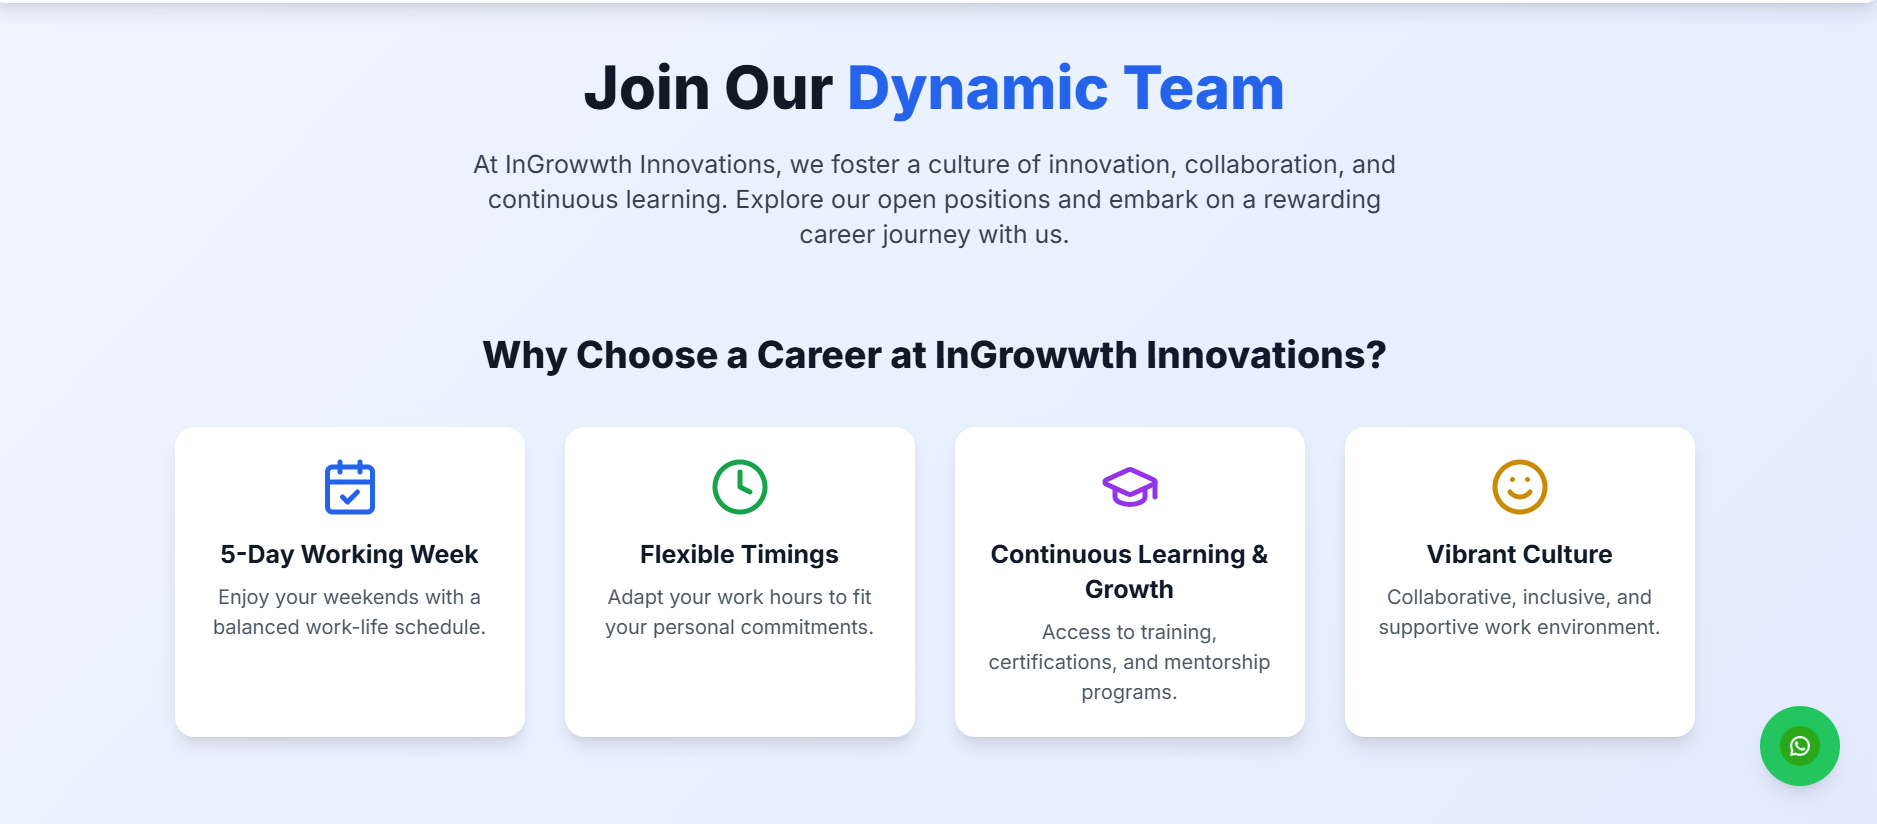 Join Our Dynamic Team
At InGrowwth Innovations, we foster a culture of innovation, collaboration, and
continuous learning. Explore our open positions and embark on a rewarding
career journey with us.
Why Choose a Career at InGrowwth Innovations?
5-Day Working Week
Enjoy your weekends with a
balanced work-life schedule.
Flexible Timings
Adapt your work hours to fit
your personal commitments.
Continuous Learning &
Growth
Access to training,
certifications, and mentorship
programs.
Vibrant Culture
Collaborative, inclusive, and
supportive work environment.